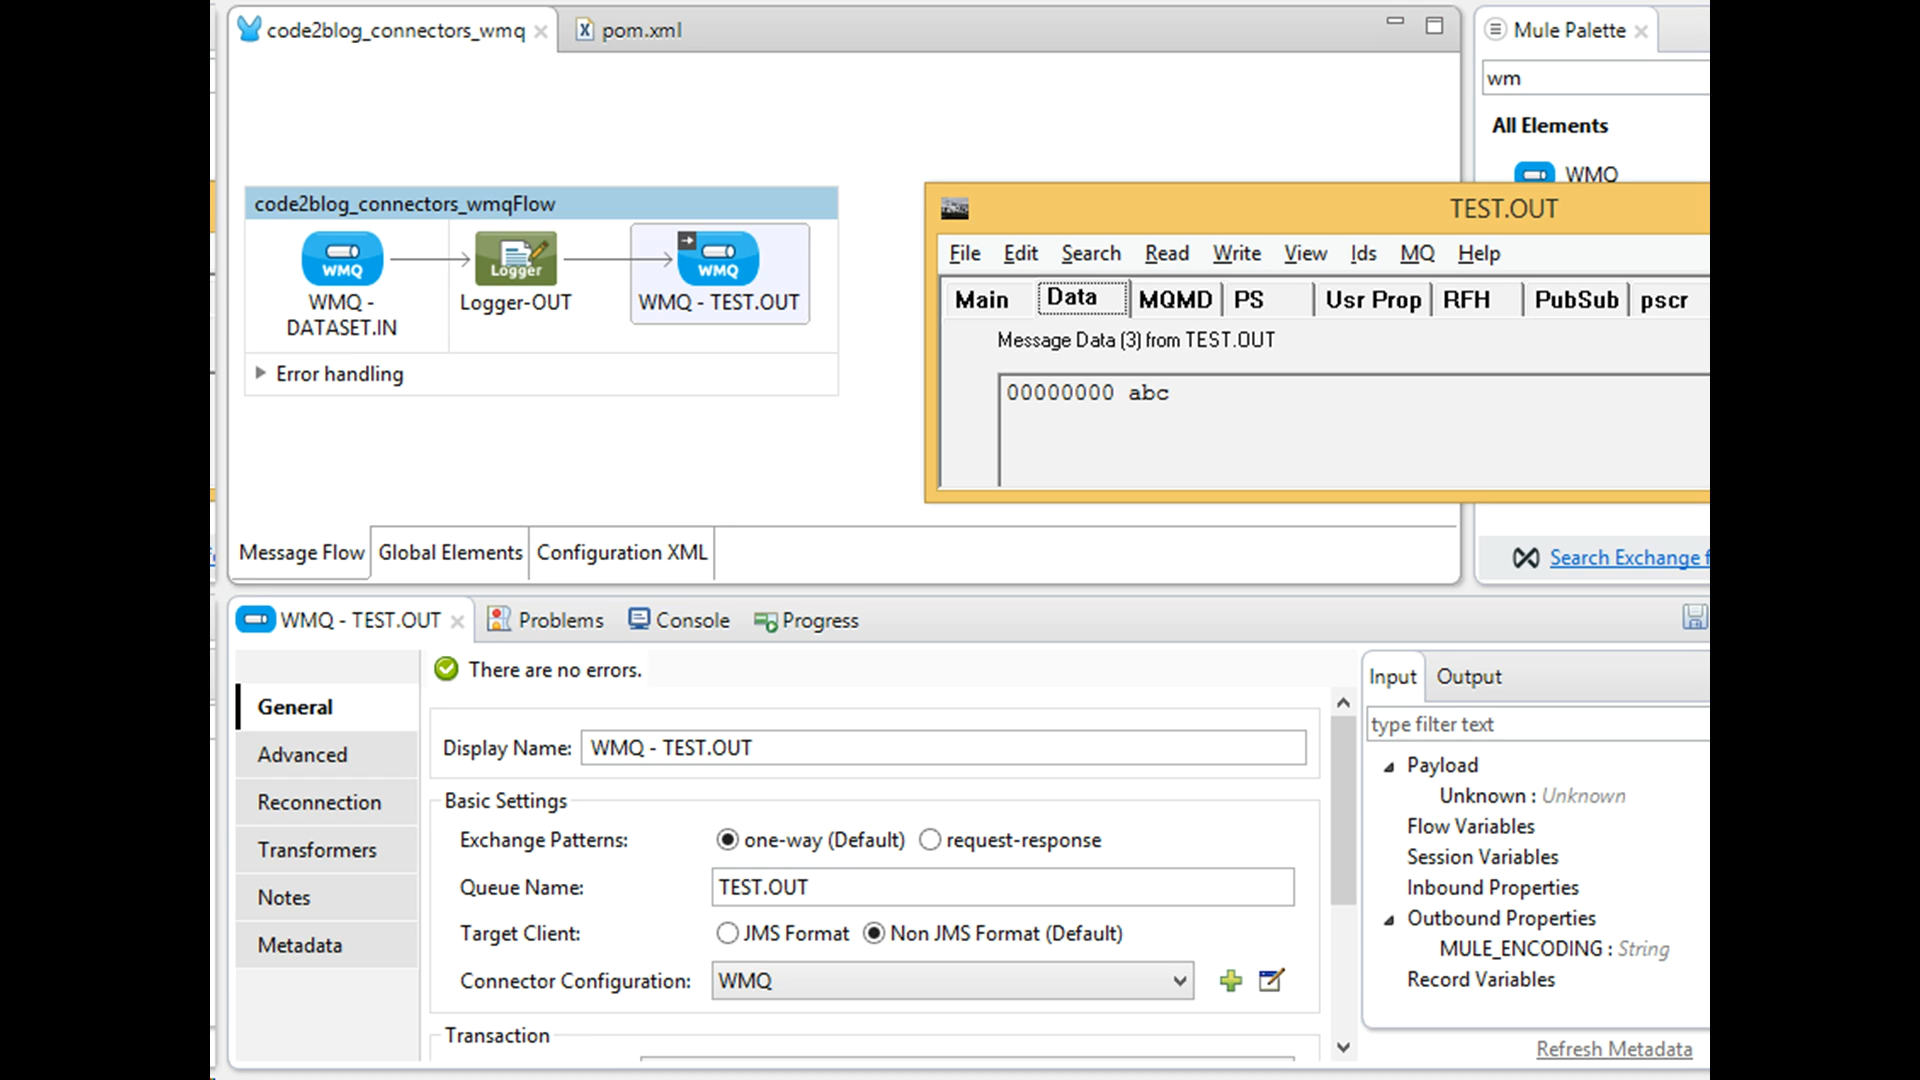 code2blog_connectors_wmq
pom.xml
Mule Palette
wm
All Elements
WMQ
code2blog_connectors_wmqFlow
WMQ
Logger
WMQ
WMQ -
DATASET.IN
Logger-OUT
WMQ - TEST.OUT
Error handling
TEST.OUT
File Edit Search Read Write View Ids MQ Help
Main Data MQMD PS Usr Prop RFH PubSub pscr
Message Data (3) from TEST.OUT
00000000 abc
Message Flow Global Elements Configuration XML
Search Exchange f
WMQ - TEST.OUT Problems Console Progress
There are no errors.
General
Advanced
Reconnection
Transformers
Notes
Metadata
Display Name: WMQ - TEST.OUT
Basic Settings
Exchange Patterns: one-way (Default) request-response
Queue Name: TEST.OUT
Target Client: JMS Format Non JMS Format (Default)
Connector Configuration: WMQ
Transaction
Input Output
type filter text
Payload
Unknown : Unknown
Flow Variables
Session Variables
Inbound Properties
Outbound Properties
MULE_ENCODING : String
Record Variables
Refresh Metadata